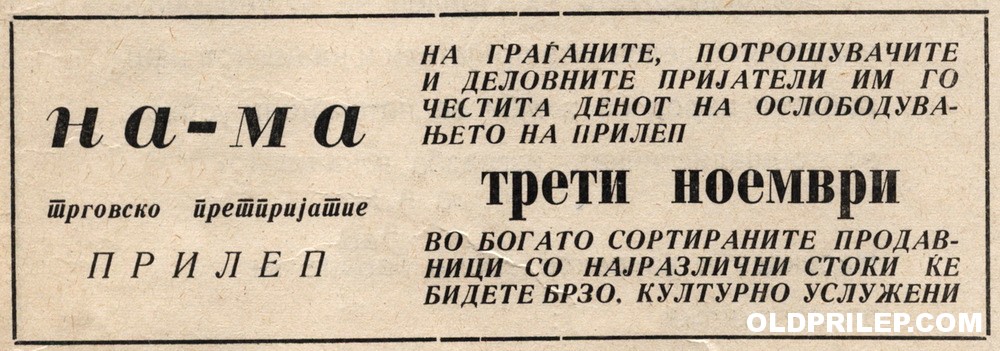 на-ма
трговско претпријатие
ПРИЛЕП
НА ГРАЃАНИТЕ, ПОТРОШУВАЧИТЕ
И ДЕЛОВНИТЕ ПРИЈАТЕЛИ ИМ ГО
ЧЕСТИТА ДЕНОТ НА ОСЛОБОДУВА-
ЊЕТО НА ПРИЛЕП
трети ноември
ВО БОГАТО СОРТИРАНИТЕ ПРОДАВ-
НИЦИ СО НАЈРАЗЛИЧНИ СТОКИ ЌЕ
БИДЕТЕ БРЗО. КУЛТУРНО УСЛУЖЕНИ
OLDPRILEP.COM